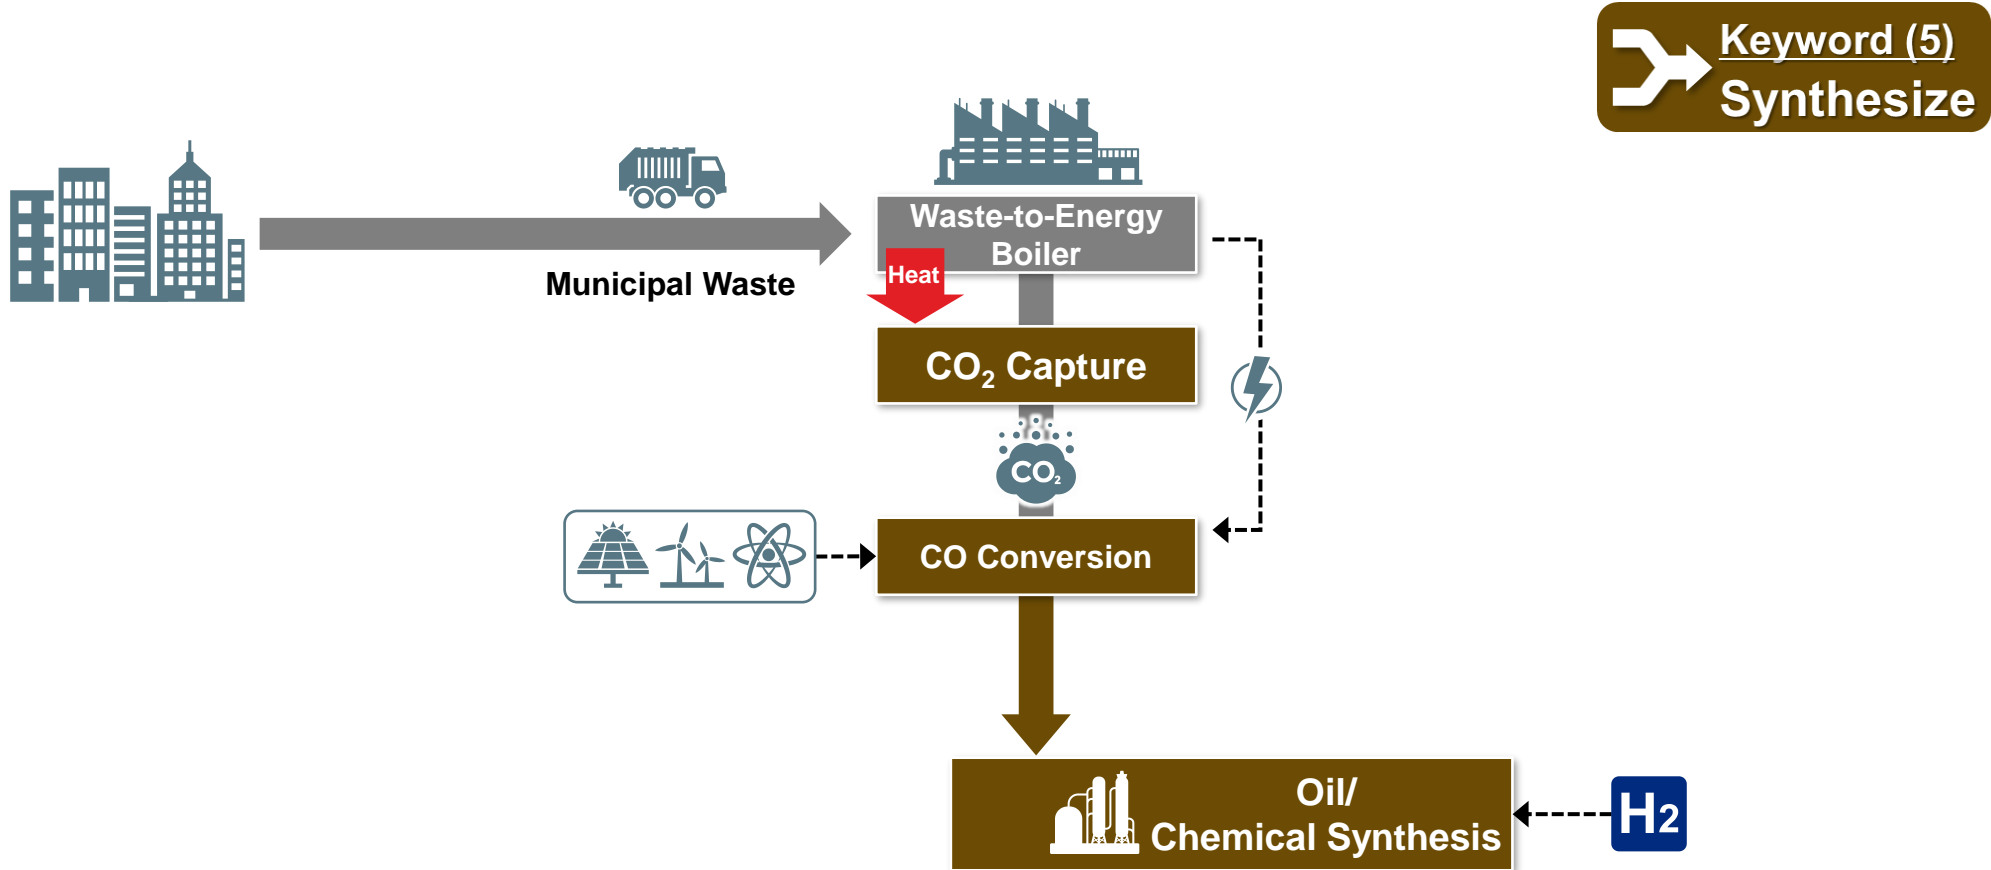 Keyword (5)
Synthesize
Waste-to-Energy
Boiler
Municipal Waste
Heat
CO₂ Capture
CO₂
CO Conversion
Oil/
Chemical Synthesis
H2